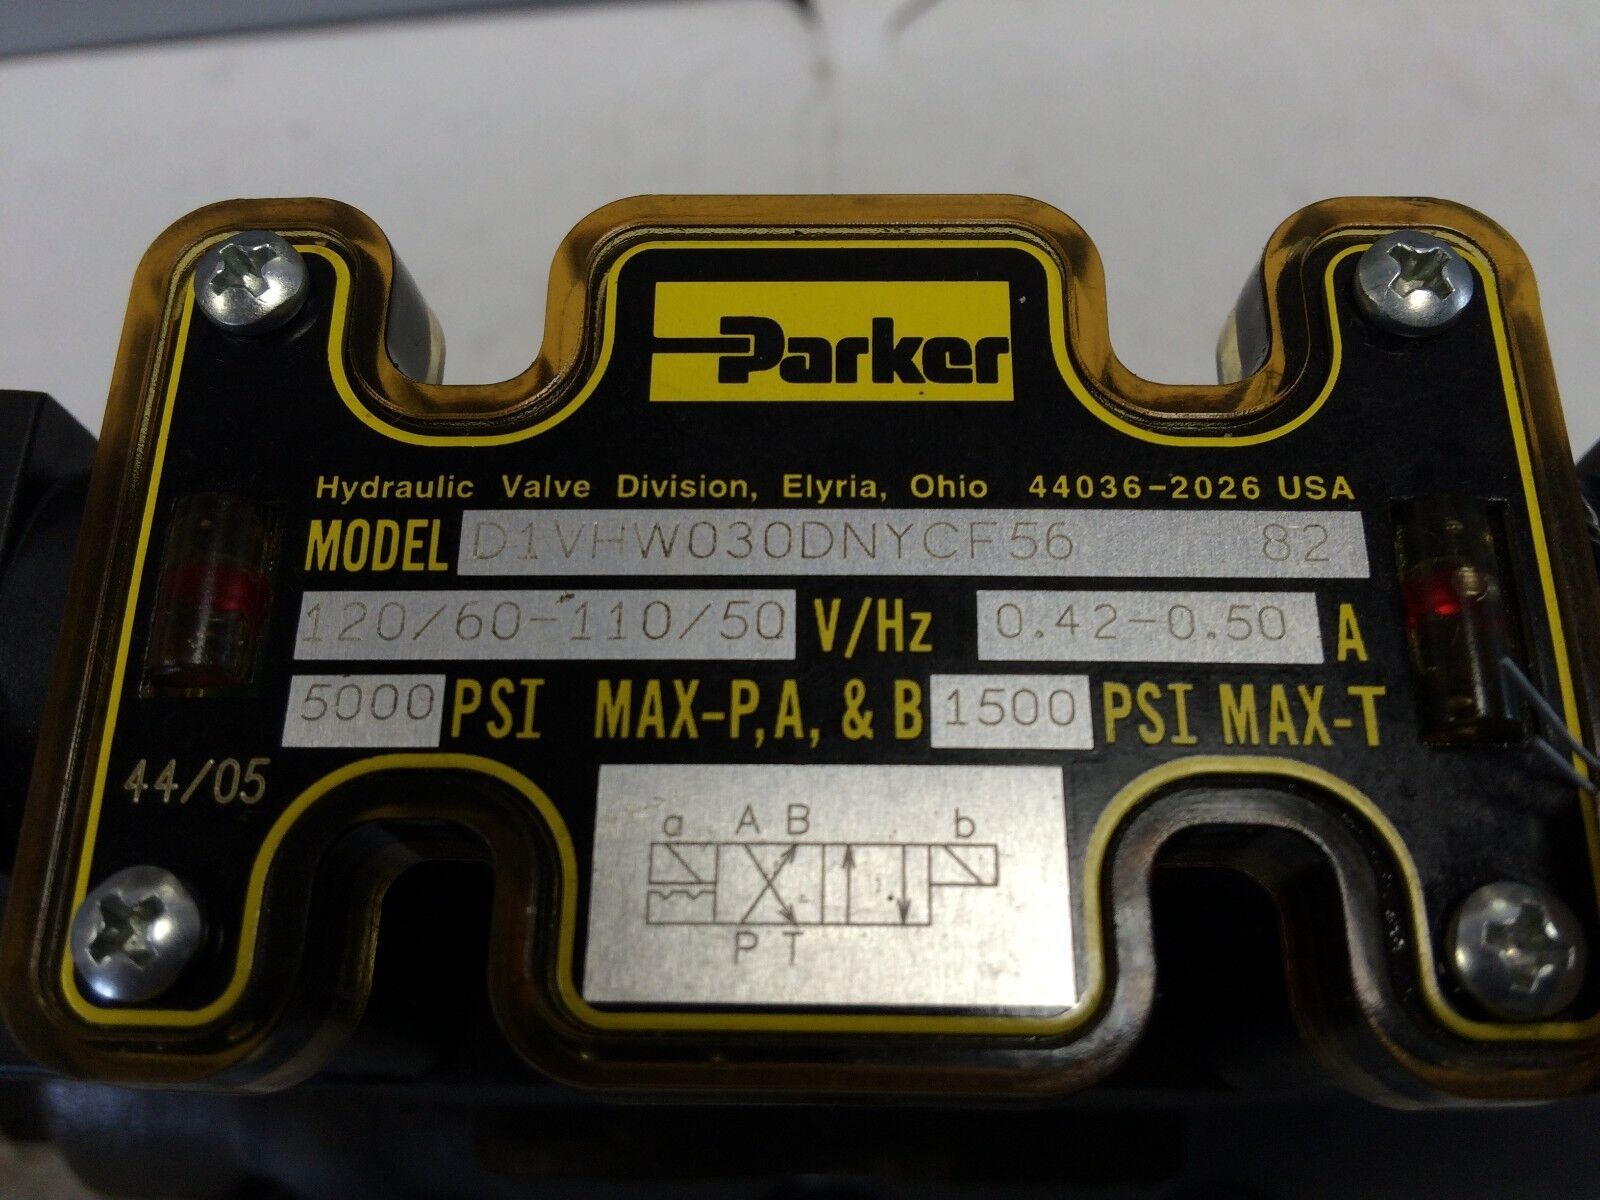 Parker
Hydraulic Valve Division, Elyria, Ohio 44036-2026 USA
MODEL D1VHW030DNYCF56 82
120/60-110/50 V/Hz 0.42-0.50 A
5000 PSI MAX-P, A, & B 1500 PSI MAX-T
44/05
a A B b
P T